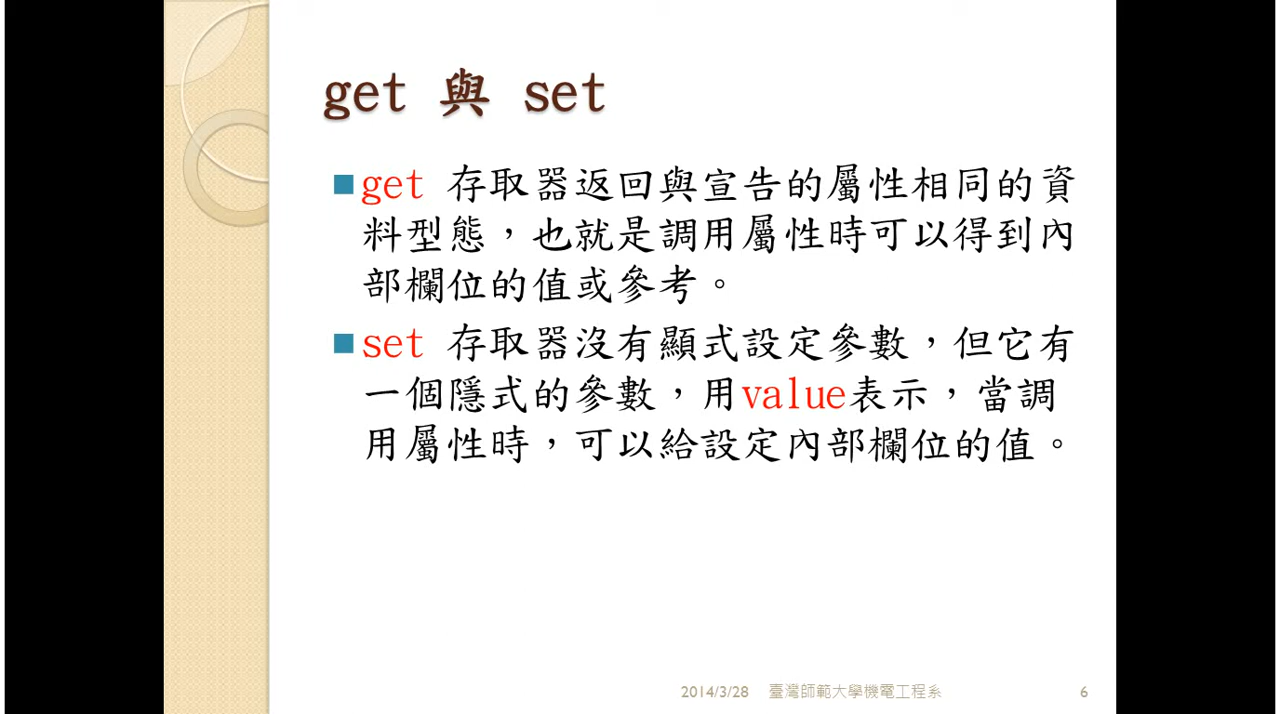 get 與 set
get 存取器返回與宣告的屬性相同的資
料型態，也就是調用屬性時可以得到內
部欄位的值或參考。
set 存取器沒有顯式設定參數，但它有
一個隱式的參數，用value表示，當調
用屬性時，可以給設定內部欄位的值。
2014/3/28 臺灣師範大學機電工程系 6